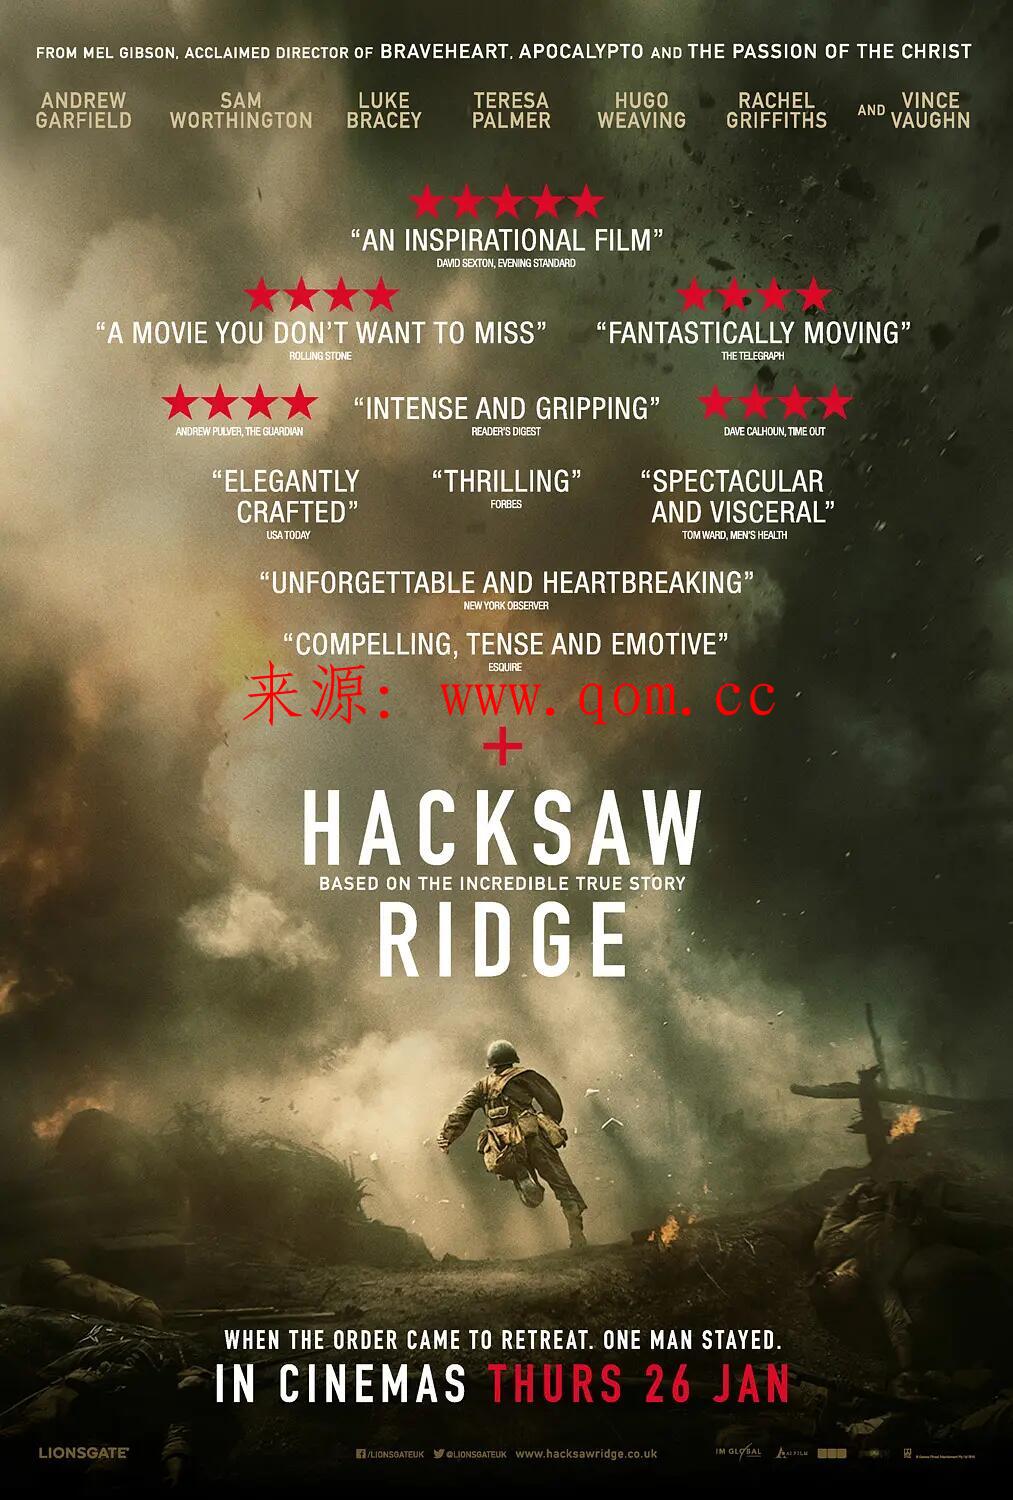 FROM MEL GIBSON, ACCLAIMED DIRECTOR OF BRAVEHEART, APOCALYPTO AND THE PASSION OF THE CHRIST
ANDREW GARFIELD
SAM WORTHINGTON
LUKE BRACEY
TERESA PALMER
HUGO WEAVING
RACHEL GRIFFITHS
AND VINCE VAUGHN
“AN INSPIRATIONAL FILM”
DAVID SEXTON, EVENING STANDARD
“A MOVIE YOU DON’T WANT TO MISS”
ROLLING STONE
“FANTASTICALLY MOVING”
THE TELEGRAPH
ANDREW PULVER, THE GUARDIAN
“INTENSE AND GRIPPING”
READER'S DIGEST
DAVE CALHOUN, TIME OUT
“ELEGANTLY
CRAFTED”
USA TODAY
“THRILLING”
FORBES
“SPECTACULAR
AND VISCERAL”
TOM WARD, MEN'S HEALTH
“UNFORGETTABLE AND HEARTBREAKING”
NEW YORK OBSERVER
“COMPELLING, TENSE AND EMOTIVE”
ESQUIRE
来源: www.qom.cc
HACKSAW
BASED ON THE INCREDIBLE TRUE STORY
RIDGE
WHEN THE ORDER CAME TO RETREAT. ONE MAN STAYED.
IN CINEMAS THURS 26 JAN
LIONSGATE
/LIONSGATEUK @LIONSGATEUK www.hacksawridge.co.uk
IM GLOBAL